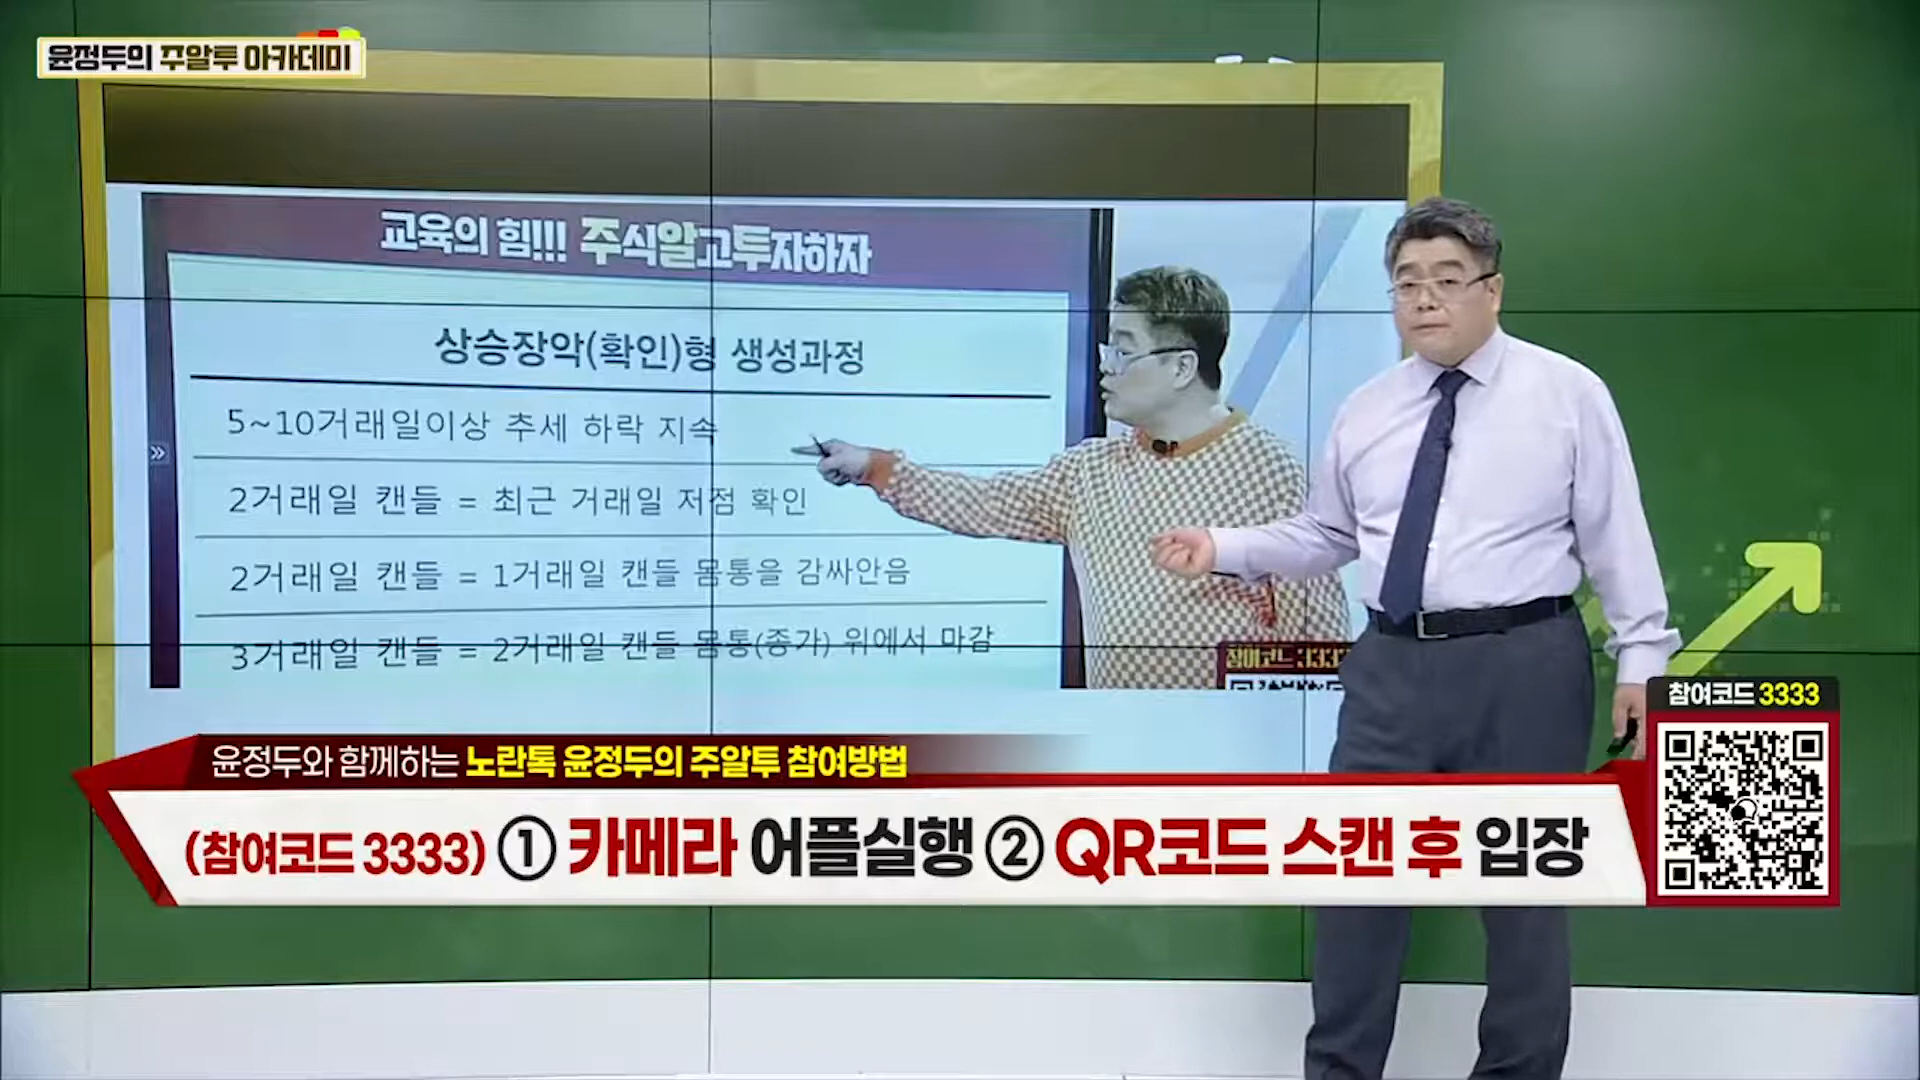 윤정두의 주알투 아카데미
교육의 힘!!! 주식알고투자하자
상승장악(확인)형 생성과정
5~10거래일이상 추세 하락 지속
2거래일 캔들 = 최근 거래일 저점 확인
2거래일 캔들 = 1거래일 캔들 몸통을 감싸안음
3거래일 캔들 = 2거래일 캔들 몸통(종가) 위에서 마감
»
참여코드 3333
참여코드 3333
윤정두와 함께하는 노란톡 윤정두의 주알투 참여방법
(참여코드 3333) ① 카메라 어플실행 ② QR코드 스캔 후 입장